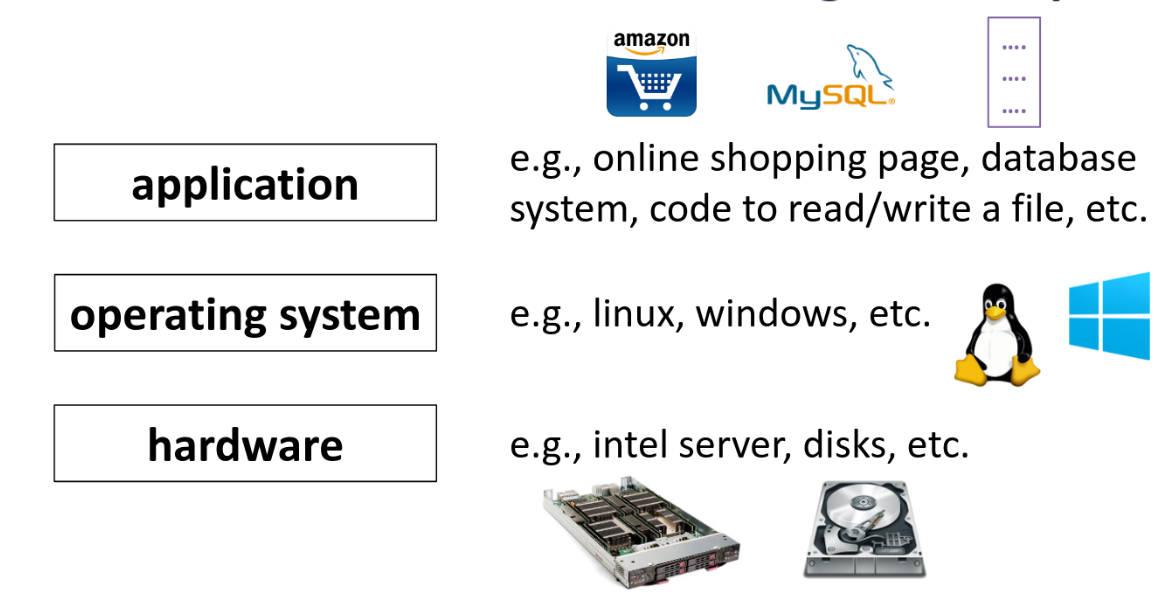 amazon
MySQL®
....
....
....
application
e.g., online shopping page, database
system, code to read/write a file, etc.
operating system
e.g., linux, windows, etc.
hardware
e.g., intel server, disks, etc.